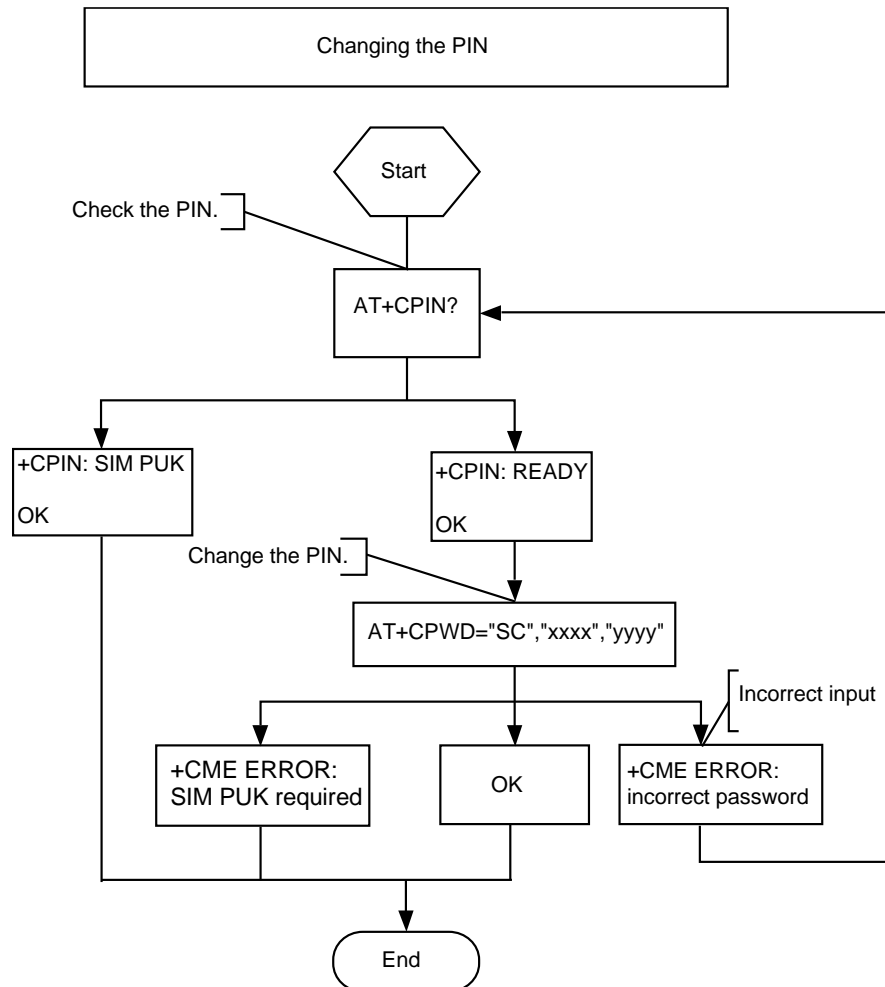 Changing the PIN
Start
Check the PIN.
AT+CPIN?
+CPIN: SIM PUK
OK
+CPIN: READY
OK
Change the PIN.
AT+CPWD="SC","xxxx","yyyy"
Incorrect input
+CME ERROR:
SIM PUK required
OK
+CME ERROR:
incorrect password
End